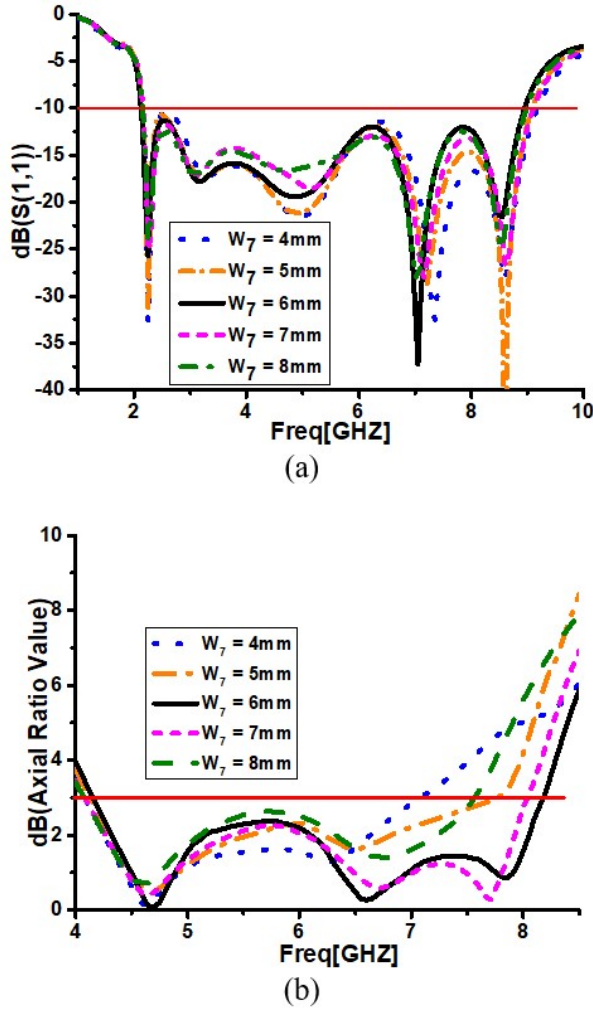 0
-5
-10
-15
-20
-25
-30
-35
-40
dB(S(1,1))
W7 = 4mm
W7 = 5mm
W7 = 6mm
W7 = 7mm
W7 = 8mm
2 4 6 8 10
Freq[GHZ]
(a)
10
8
6
4
2
0
dB(Axial Ratio Value)
W7 = 4mm
W7 = 5mm
W7 = 6mm
W7 = 7mm
W7 = 8mm
4 5 6 7 8
Freq[GHZ]
(b)